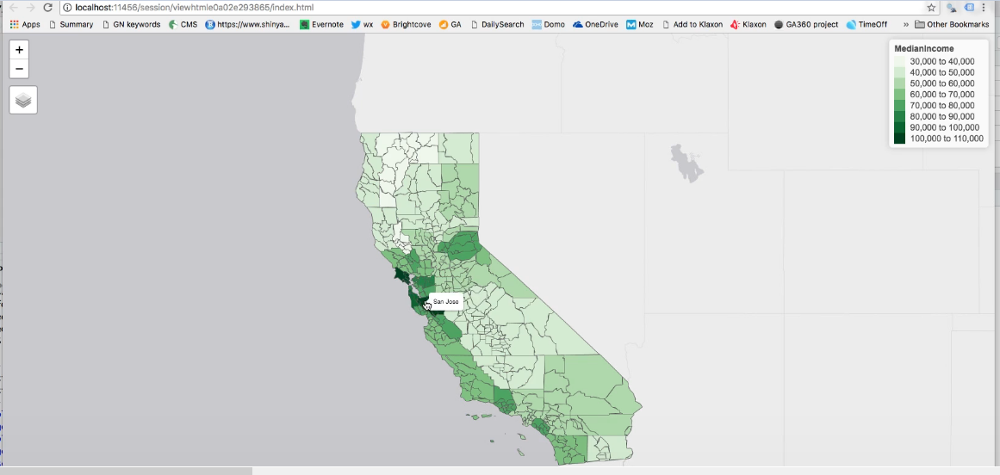 localhost:11456/session/viewhtmle0a02e293865/index.html
Apps Summary GN keywords CMS https://www.shinya... Evernote wx Brightcove GA DailySearch Domo OneDrive Moz Add to Klaxon Klaxon GA360 project TimeOff » Other Bookmarks
+
−
MedianIncome
30,000 to 40,000
40,000 to 50,000
50,000 to 60,000
60,000 to 70,000
70,000 to 80,000
80,000 to 90,000
90,000 to 100,000
100,000 to 110,000
San Jose